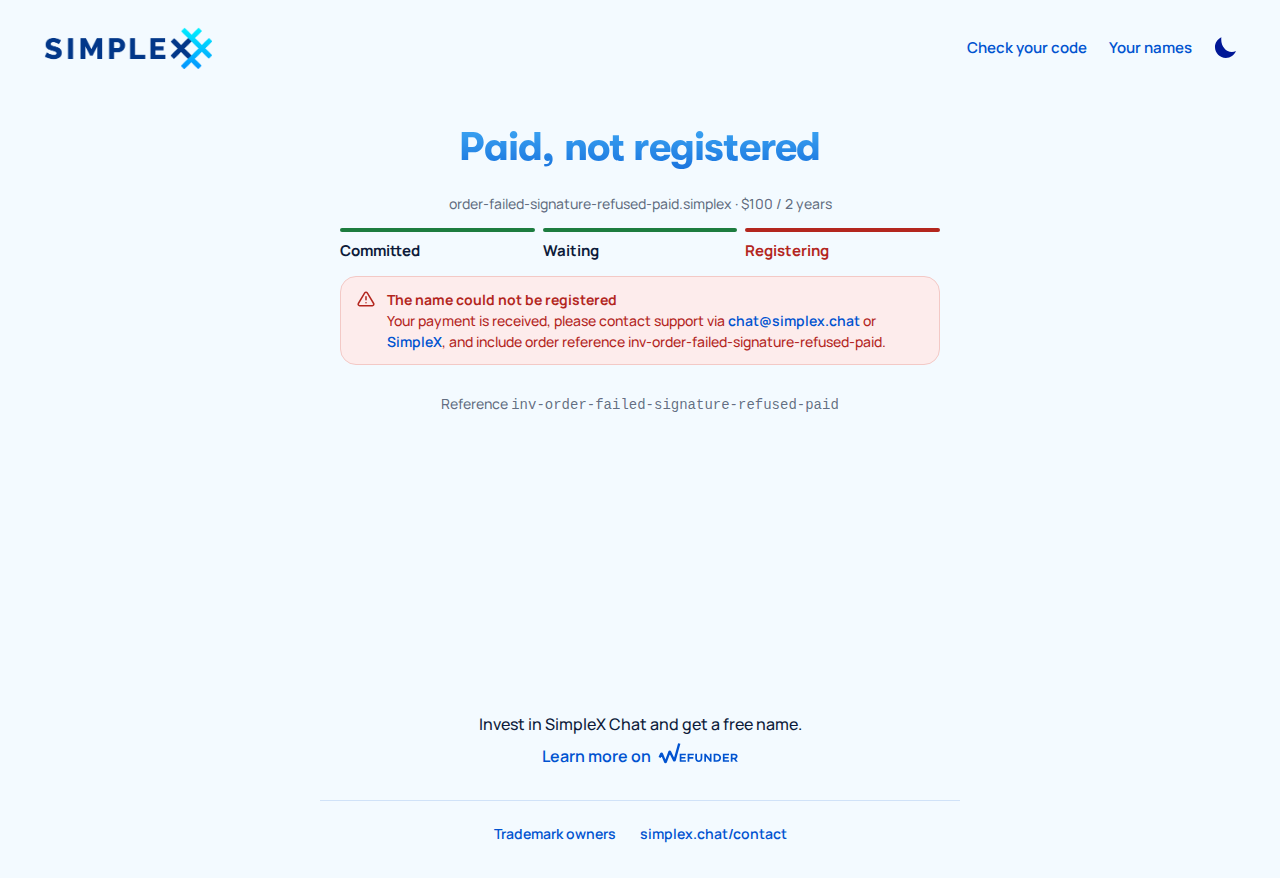 SIMPLEX
Check your code
Your names
Paid, not registered
order-failed-signature-refused-paid.simplex · $100 / 2 years
Committed
Waiting
Registering
The name could not be registered
Your payment is received, please contact support via chat@simplex.chat or
SimpleX, and include order reference inv-order-failed-signature-refused-paid.
Reference inv-order-failed-signature-refused-paid
Invest in SimpleX Chat and get a free name.
Learn more on WEFUNDER
Trademark owners
simplex.chat/contact